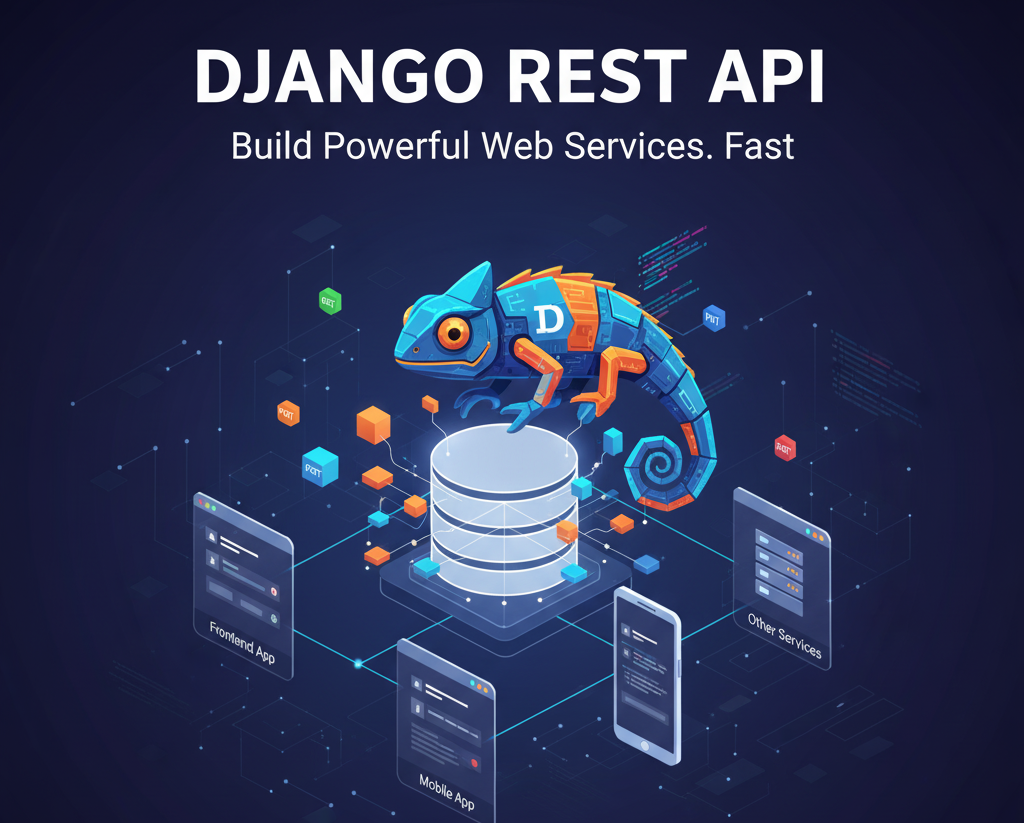 DJANGO REST API
Build Powerful Web Services. Fast
D
Frontend App
Other Services
Mobile App